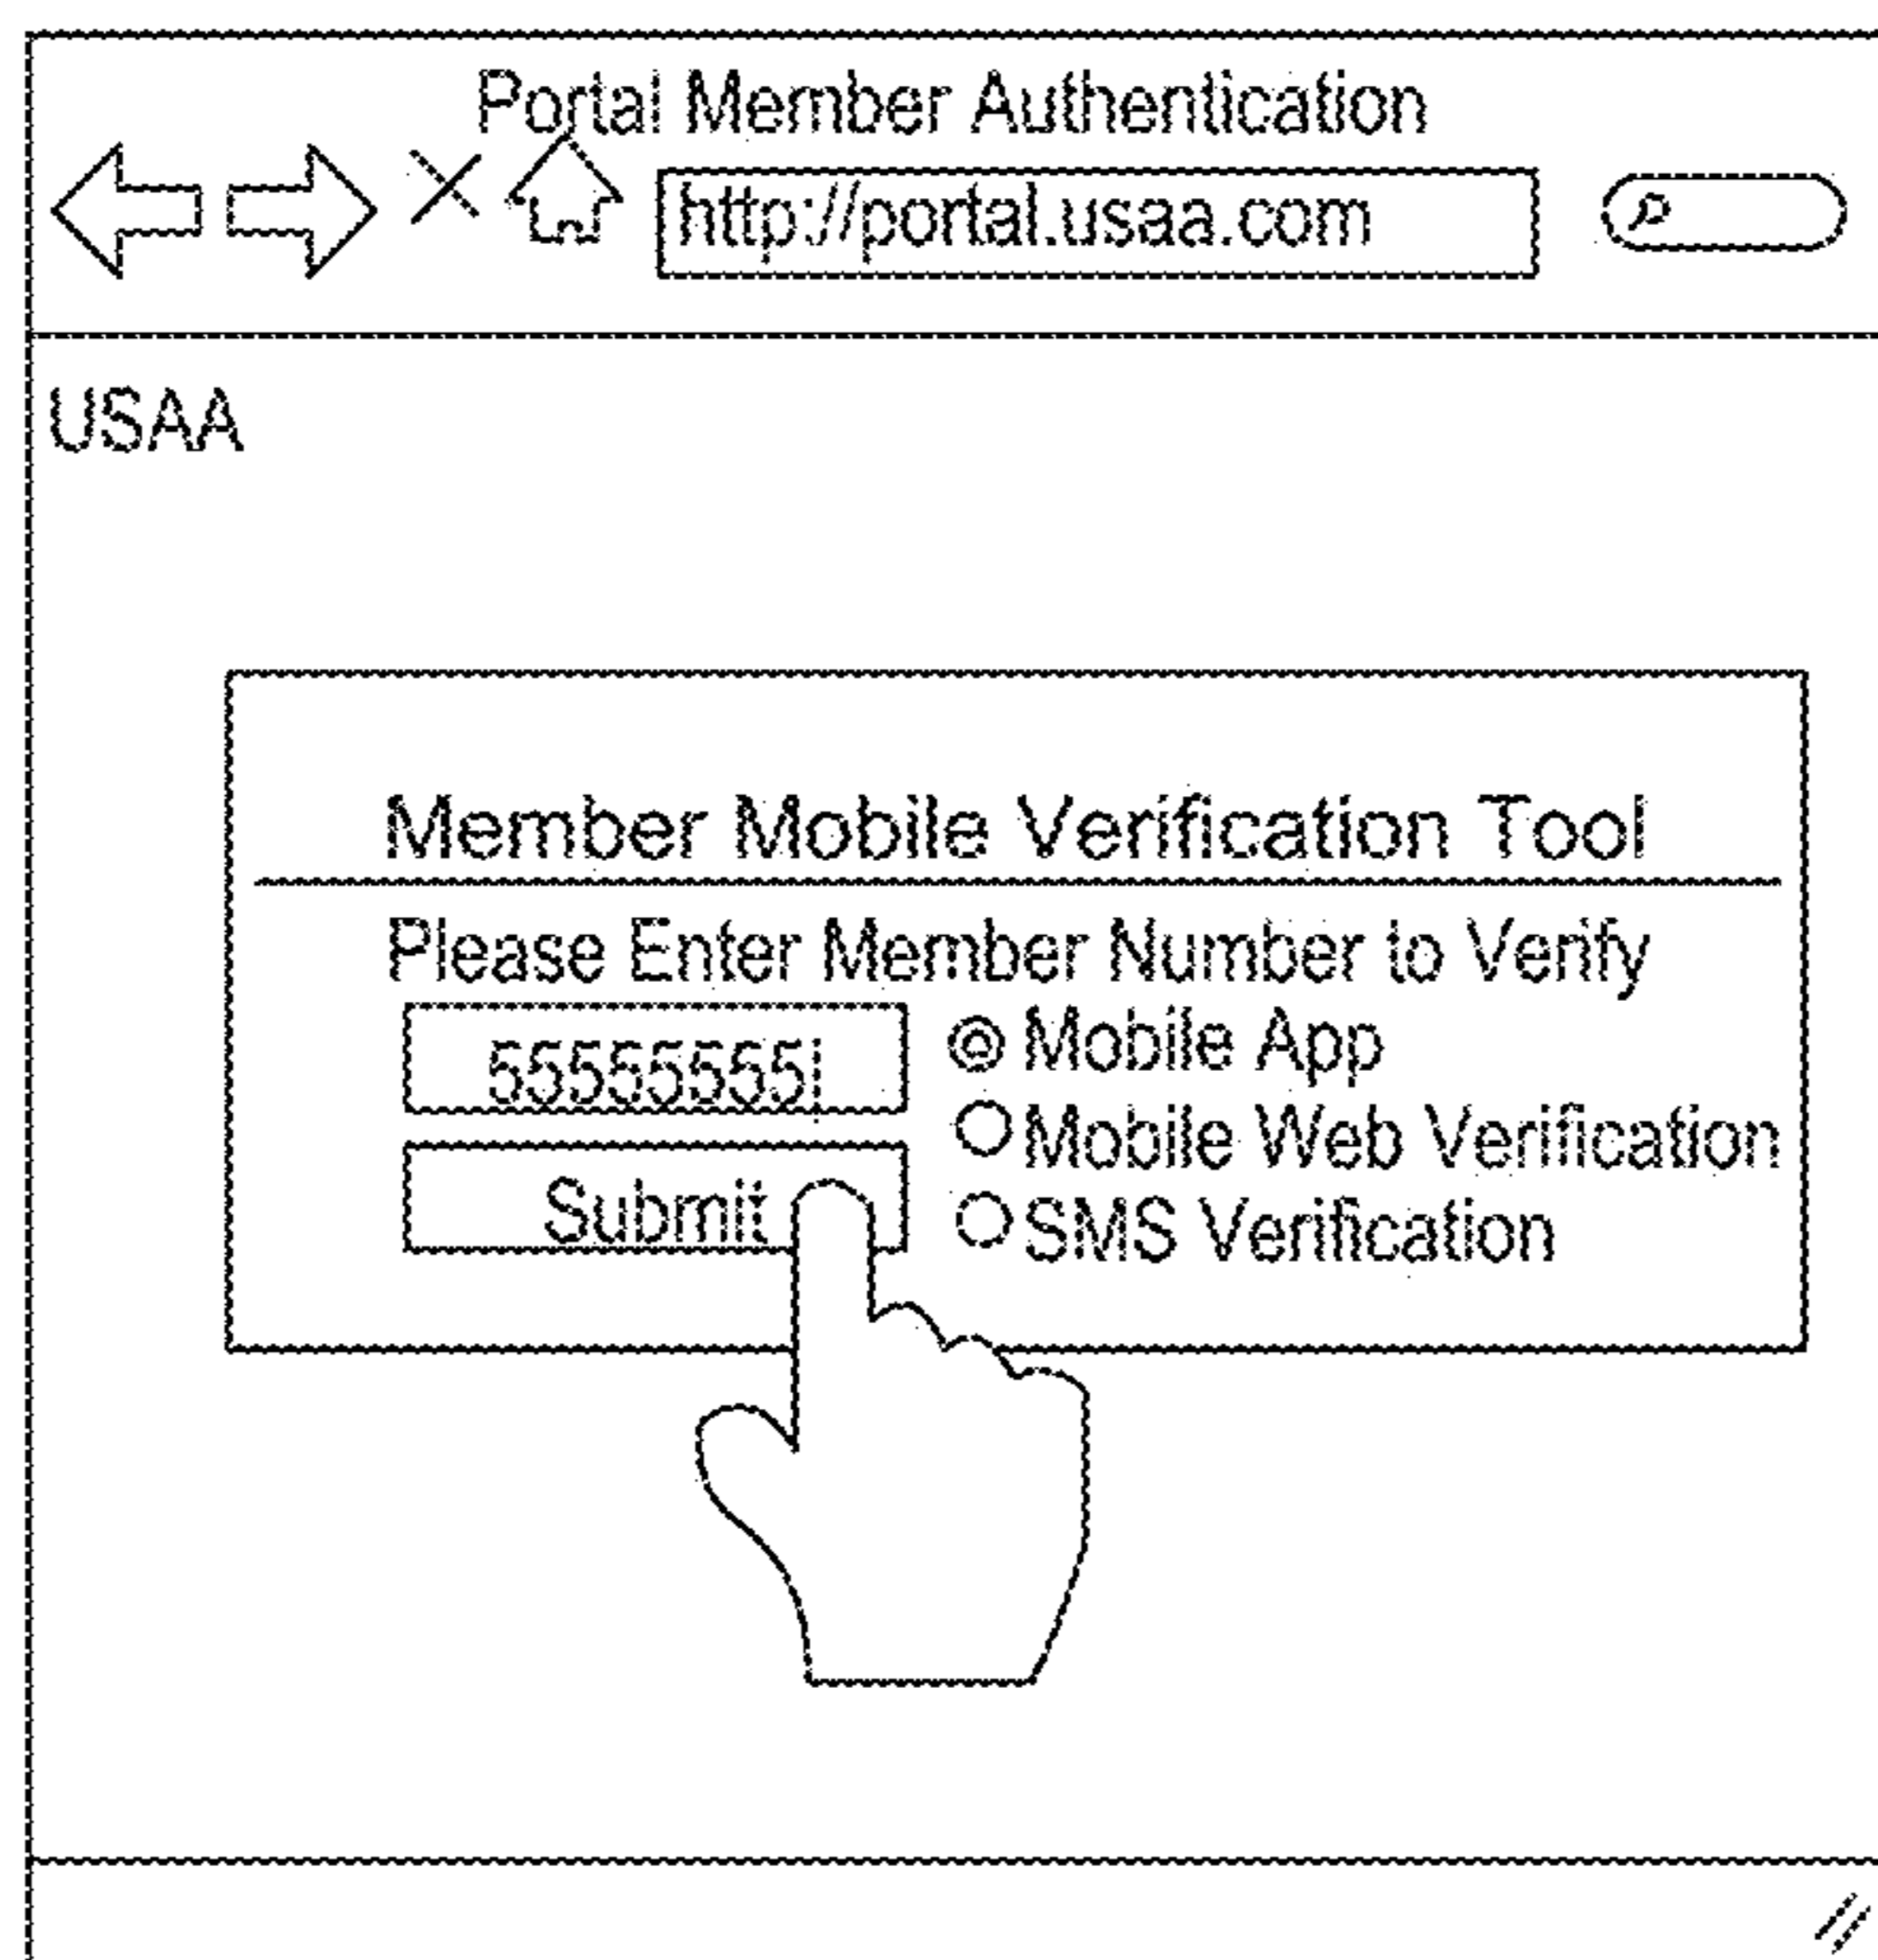 Portal Member Authentication
http://portal.usaa.com
USAA
Member Mobile Verification Tool
Please Enter Member Number to Verify
55555555
Mobile App
Mobile Web Verification
Submit
SMS Verification